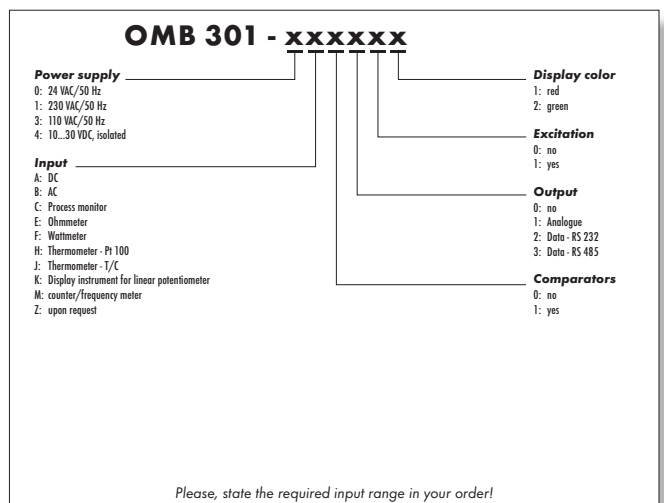 OMB 301 - xxxxxx
Power supply
0: 24 VAC/50 Hz
1: 230 VAC/50 Hz
3: 110 VAC/50 Hz
4: 10...30 VDC, isolated
Input
A: DC
B: AC
C: Process monitor
E: Ohmmeter
F: Wattmeter
H: Thermometer - Pt 100
J: Thermometer - T/C
K: Display instrument for linear potentiometer
M: counter/frequency meter
Z: upon request
Display color
1: red
2: green
Excitation
0: no
1: yes
Output
0: no
1: Analogue
2: Data - RS 232
3: Data - RS 485
Comparators
0: no
1: yes
Please, state the required input range in your order!